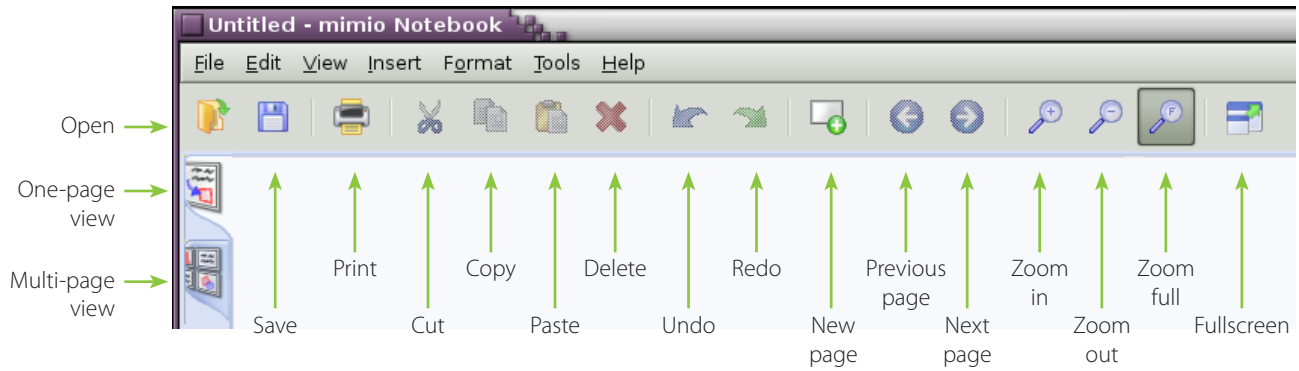 Untitled - mimio Notebook
File Edit View Insert Format Tools Help
Open
One-page
view
Multi-page
view
Print Copy Delete Redo Previous
page Zoom
in Zoom
full
Save Cut Paste Undo New
page Next
page Zoom
out Fullscreen
F